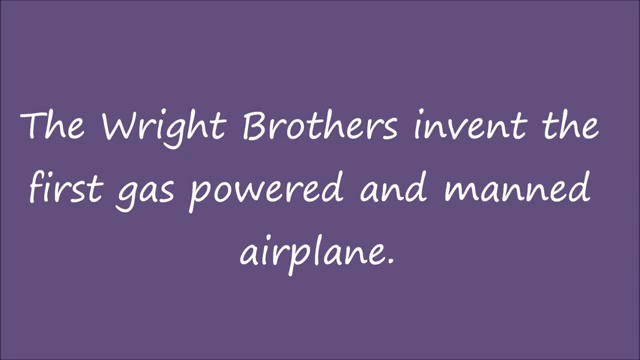 The Wright Brothers invent the
first gas powered and manned
airplane.